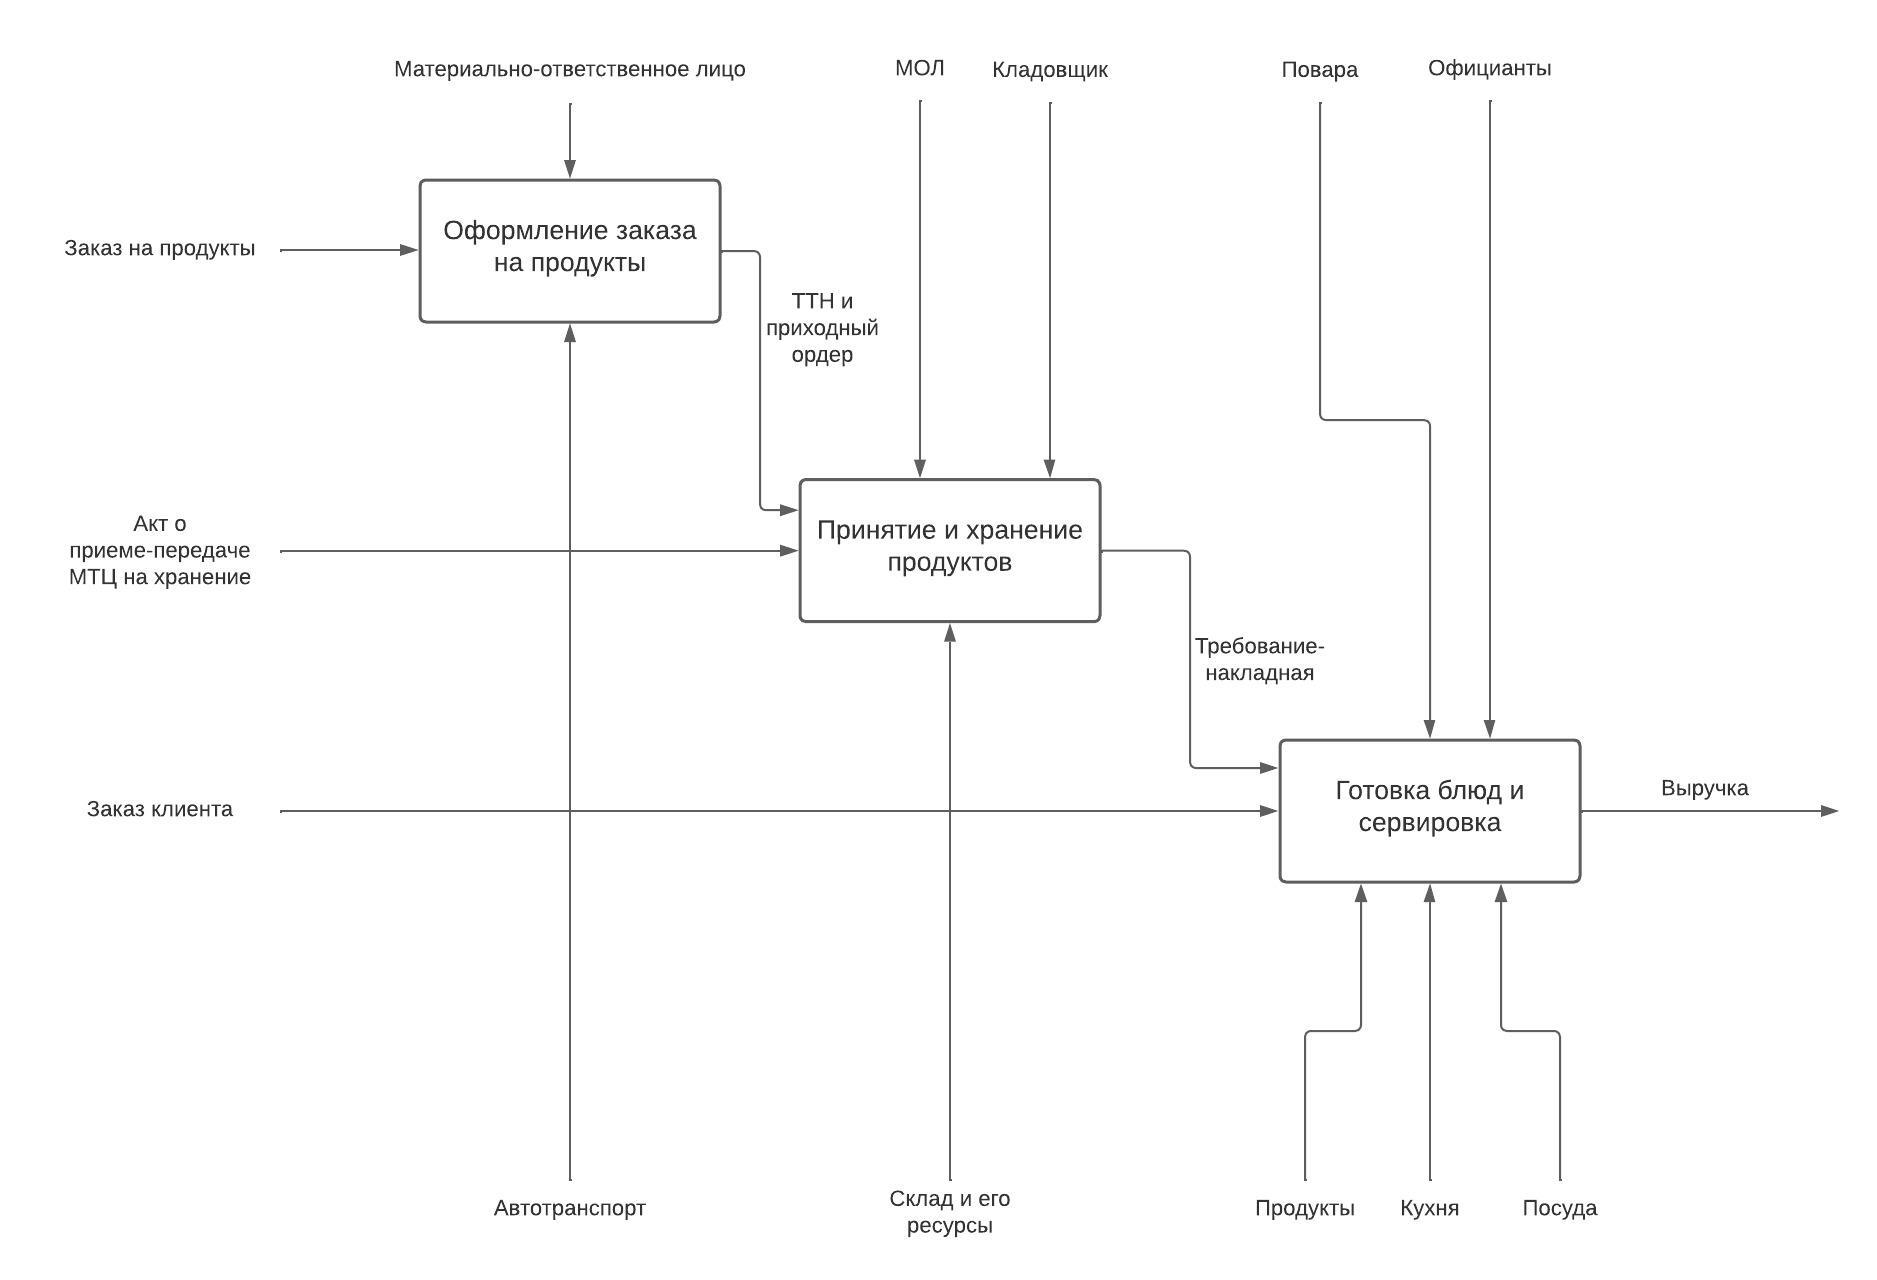 Материально-ответственное лицо
МОЛ
Кладовщик
Повара
Официанты
Заказ на продукты
Оформление заказа
на продукты
ТТН и
приходный
ордер
Акт о
приеме-передаче
МТЦ на хранение
Принятие и хранение
продуктов
Требование-
накладная
Заказ клиента
Готовка блюд и
сервировка
Выручка
Автотранспорт
Склад и его
ресурсы
Продукты
Кухня
Посуда